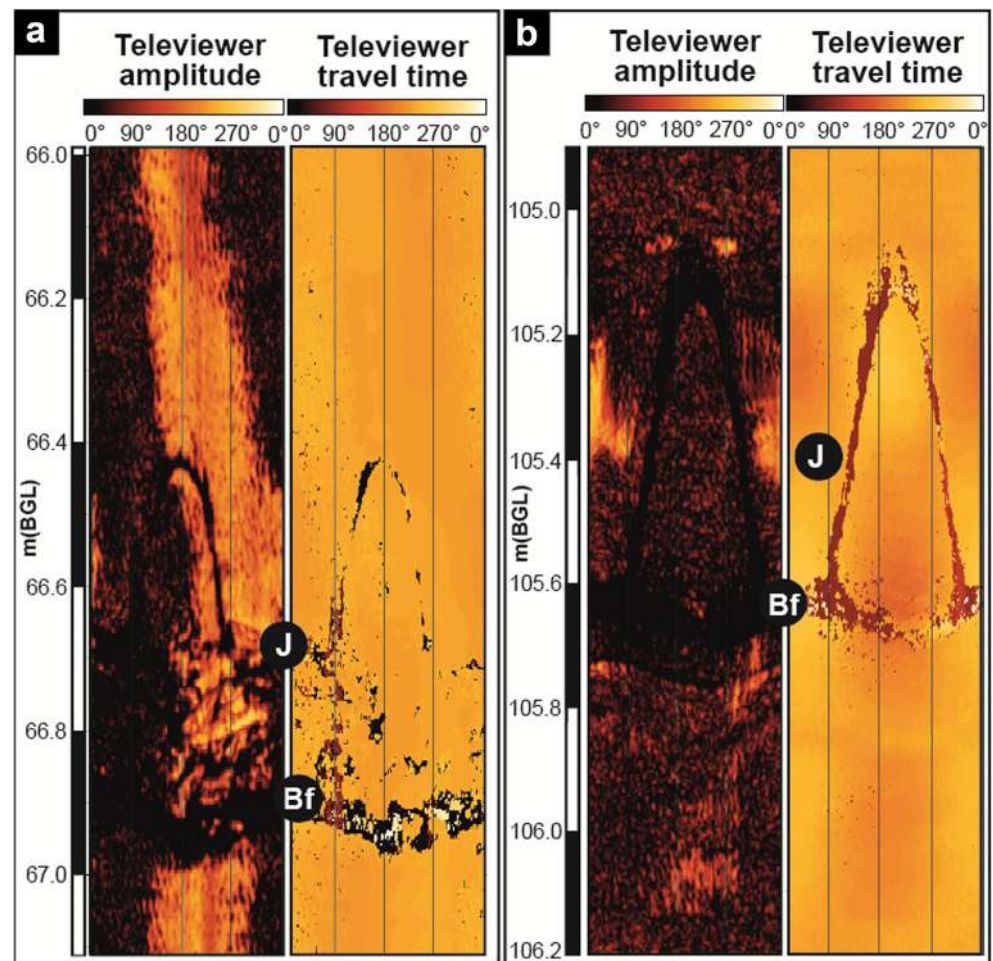 a
Televiewer amplitude
Televiewer travel time
0° 90° 180° 270° 0° 90° 180° 270° 0°
66.0
66.2
66.4
m(BGL)
66.6
J
66.8
Bf
67.0
b
Televiewer amplitude
Televiewer travel time
0° 90° 180° 270° 0° 90° 180° 270° 0°
105.0
105.2
J
105.4
m(BGL)
105.6
Bf
105.8
106.0
106.2